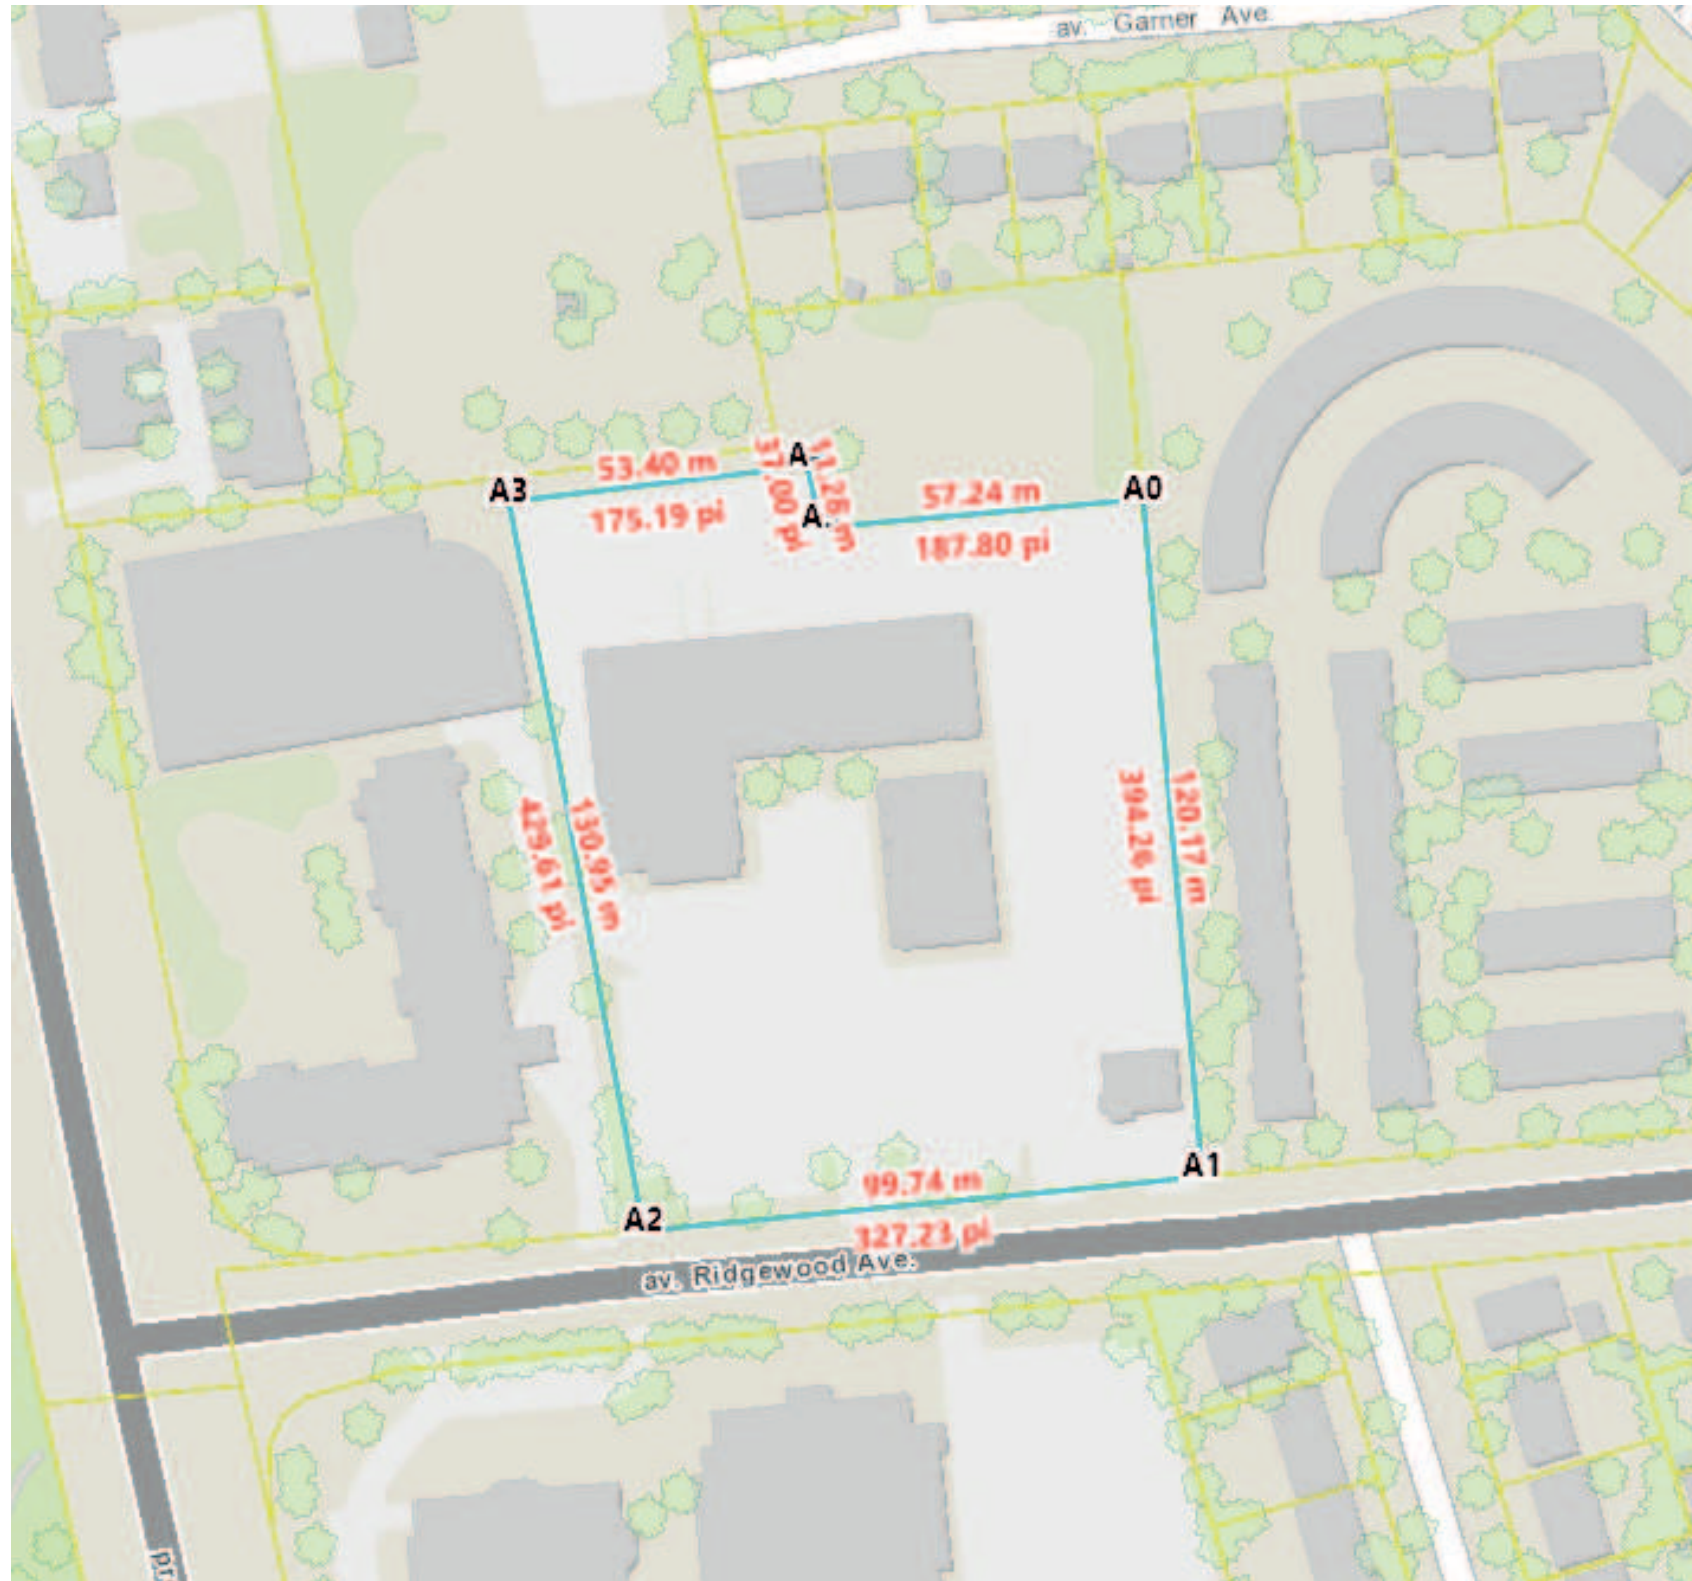 av. Garner Ave.
A3
53.40 m
175.19 pi
A
11.28 m
37.00 pi
A.
57.24 m
187.80 pi
A0
120.17 m
394.26 pi
130.95 m
429.61 pi
A1
99.74 m
327.23 pi
A2
av. Ridgewood Ave.
pr.